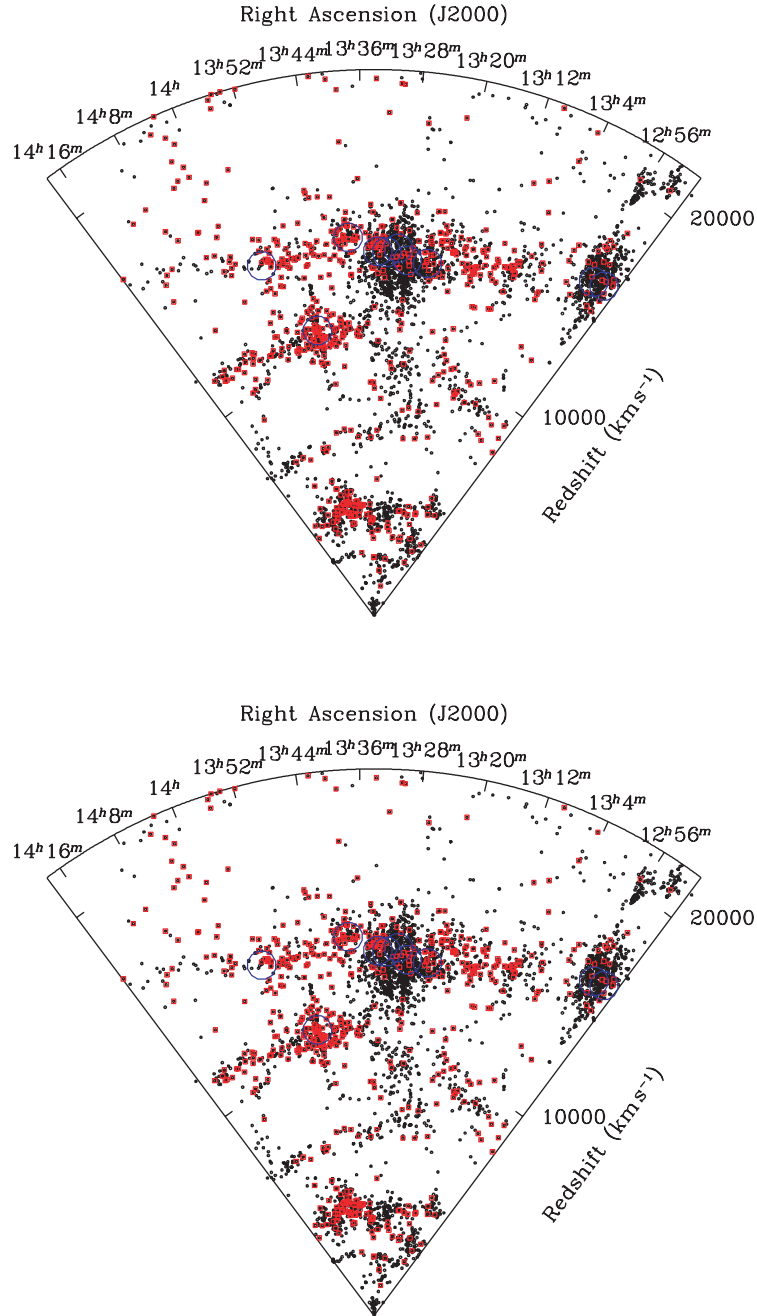 Right Ascension (J2000)
14ʰ16ᵐ 14ʰ8ᵐ 14ʰ 13ʰ52ᵐ 13ʰ44ᵐ 13ʰ36ᵐ 13ʰ28ᵐ 13ʰ20ᵐ 13ʰ12ᵐ 13ʰ4ᵐ 12ʰ56ᵐ
20000
10000
Redshift (km s⁻¹)
Right Ascension (J2000)
14ʰ16ᵐ 14ʰ8ᵐ 14ʰ 13ʰ52ᵐ 13ʰ44ᵐ 13ʰ36ᵐ 13ʰ28ᵐ 13ʰ20ᵐ 13ʰ12ᵐ 13ʰ4ᵐ 12ʰ56ᵐ
20000
10000
Redshift (km s⁻¹)